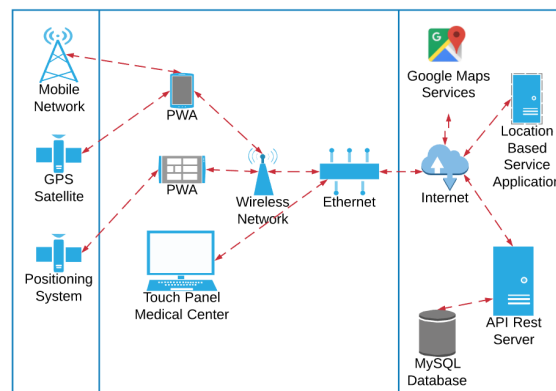 Mobile
Network
GPS
Satellite
Positioning
System
PWA
PWA
Touch Panel
Medical Center
Wireless
Network
Ethernet
Google Maps
Services
Internet
Location
Based
Service
Application
API Rest
Server
MySQL
Database